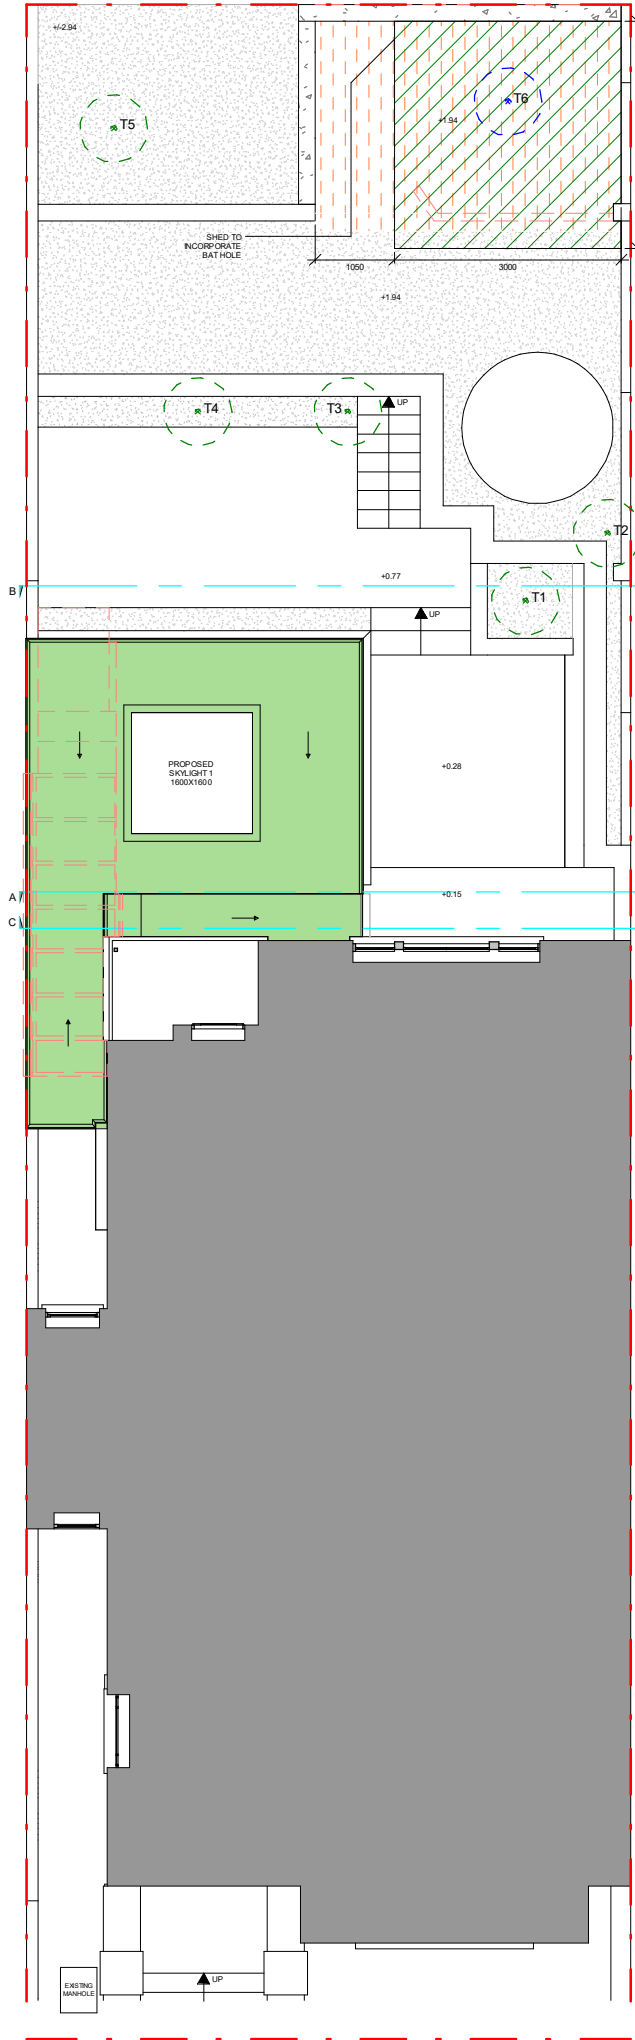 +/-2.94
T5
T6
+1.94
SHED TO
INCORPORATE
BAT HOLE
1050
3000
+1.94
T4
T3
UP
T2
+0.77
B
T1
UP
PROPOSED
SKYLIGHT 1
1600X1600
+0.28
A
+0.15
C
UP
EXISTING
MANHOLE